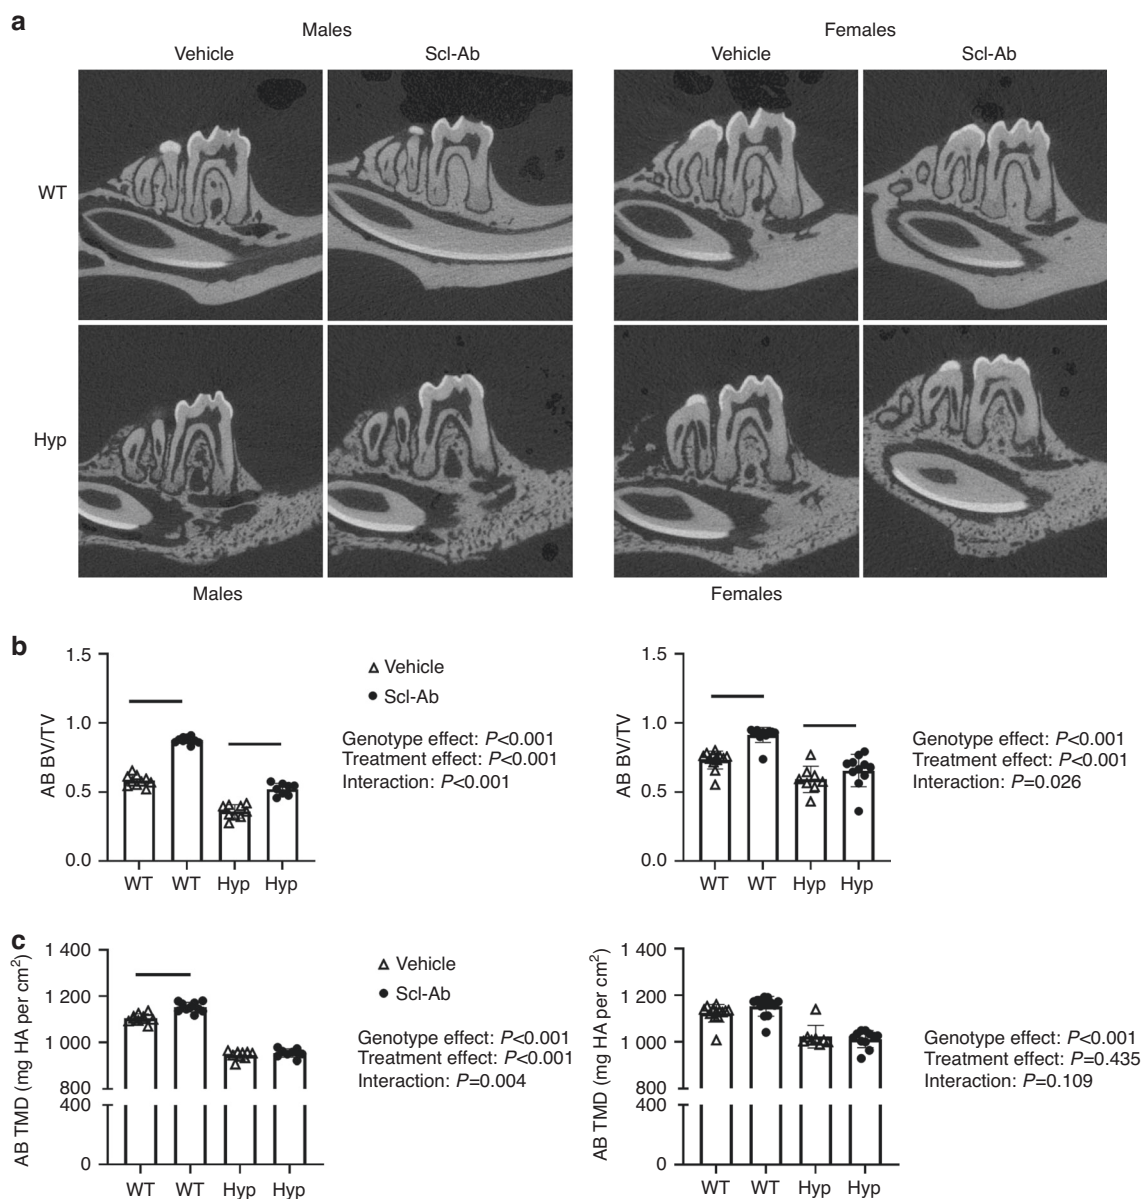 a
Males
Females
Vehicle
Scl-Ab
Vehicle
Scl-Ab
WT
Hyp
Males
Females
b
AB BV/TV
1.5
1.0
0.5
0.0
WT
WT
Hyp
Hyp
Vehicle
Scl-Ab
Genotype effect: P<0.001
Treatment effect: P<0.001
Interaction: P<0.001
AB BV/TV
1.5
1.0
0.5
0.0
WT
WT
Hyp
Hyp
Genotype effect: P<0.001
Treatment effect: P<0.001
Interaction: P=0.026
c
AB TMD (mg HA per cm²)
1 400
1 200
1 000
800
400
0
WT
WT
Hyp
Hyp
Vehicle
Scl-Ab
Genotype effect: P<0.001
Treatment effect: P<0.001
Interaction: P=0.004
AB TMD (mg HA per cm²)
1 400
1 200
1 000
800
400
0
WT
WT
Hyp
Hyp
Genotype effect: P<0.001
Treatment effect: P=0.435
Interaction: P=0.109